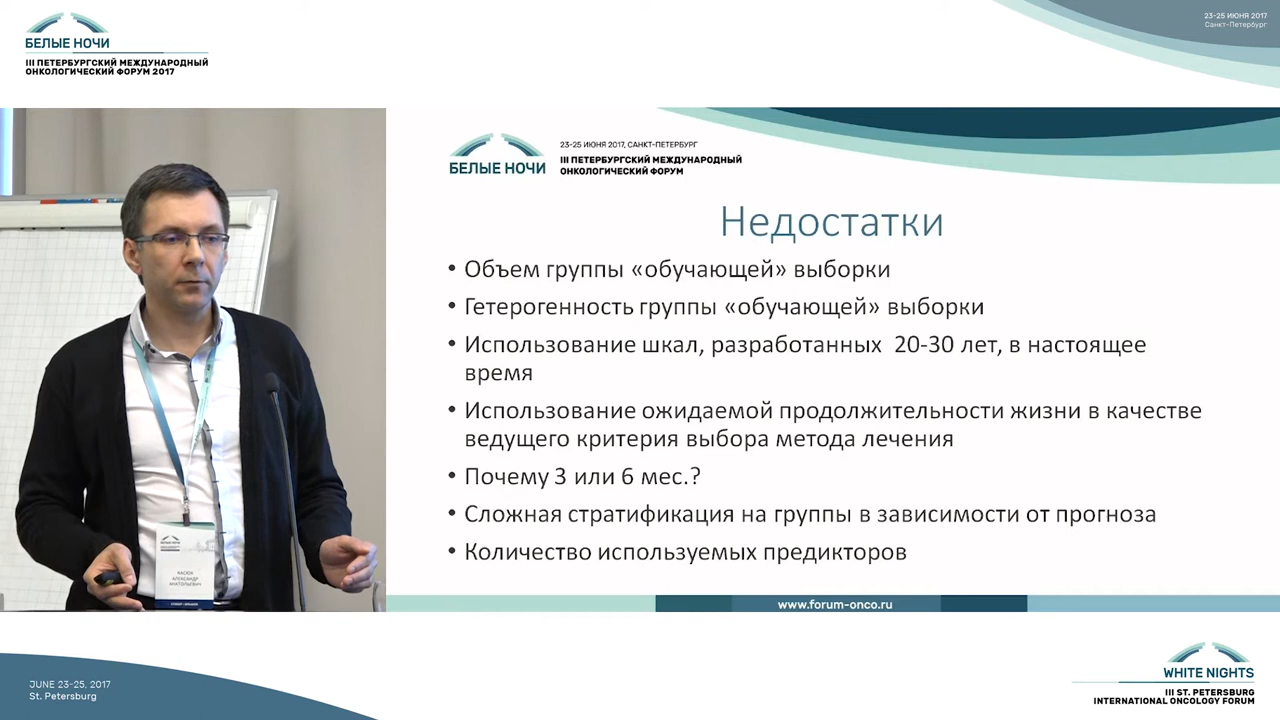 БЕЛЫЕ НОЧИ
III ПЕТЕРБУРГСКИЙ МЕЖДУНАРОДНЫЙ
ОНКОЛОГИЧЕСКИЙ ФОРУМ 2017
23-25 ИЮНЯ 2017
Санкт-Петербург
БЕЛЫЕ НОЧИ
23-25 ИЮНЯ 2017, САНКТ-ПЕТЕРБУРГ
III ПЕТЕРБУРГСКИЙ МЕЖДУНАРОДНЫЙ
ОНКОЛОГИЧЕСКИЙ ФОРУМ
Недостатки
• Объем группы «обучающей» выборки
• Гетерогенность группы «обучающей» выборки
• Использование шкал, разработанных 20-30 лет, в настоящее
время
• Использование ожидаемой продолжительности жизни в качестве
ведущего критерия выбора метода лечения
• Почему 3 или 6 мес.?
• Сложная стратификация на группы в зависимости от прогноза
• Количество используемых предикторов
www.forum-onco.ru
БЕЛЫЕ НОЧИ
АЛЕКСАНДР
АНАТОЛЬЕВИЧ
JUNE 23-25, 2017
St. Petersburg
WHITE NIGHTS
III ST. PETERSBURG
INTERNATIONAL ONCOLOGY FORUM